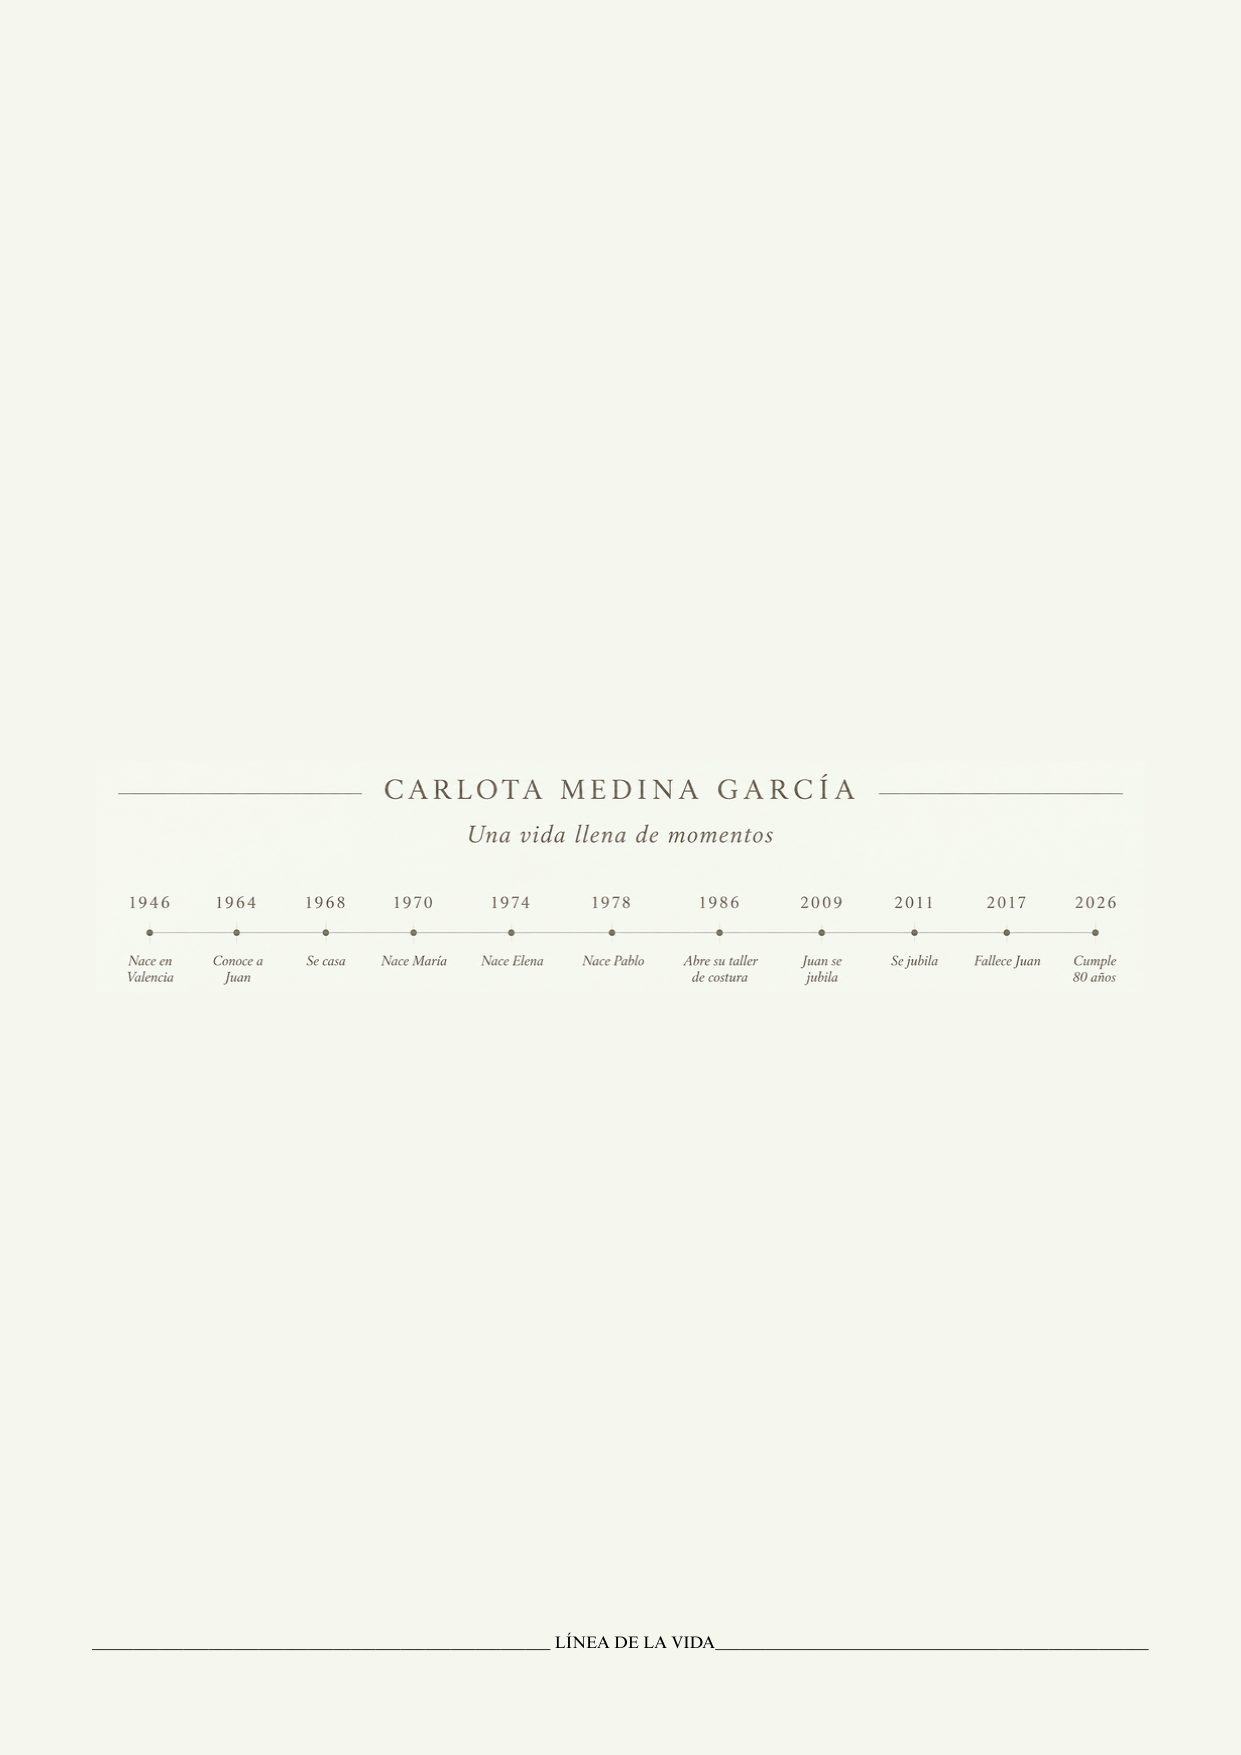 CARLOTA MEDINA GARCÍA
Una vida llena de momentos
1946 1964 1968 1970 1974 1978 1986 2009 2011 2017 2026
Nace en Conoce a Se casa Nace María Nace Elena Nace Pablo Abre su taller Juan se Se jubila Fallece Juan Cumple
Valencia Juan de costura jubila 80 años
LÍNEA DE LA VIDA